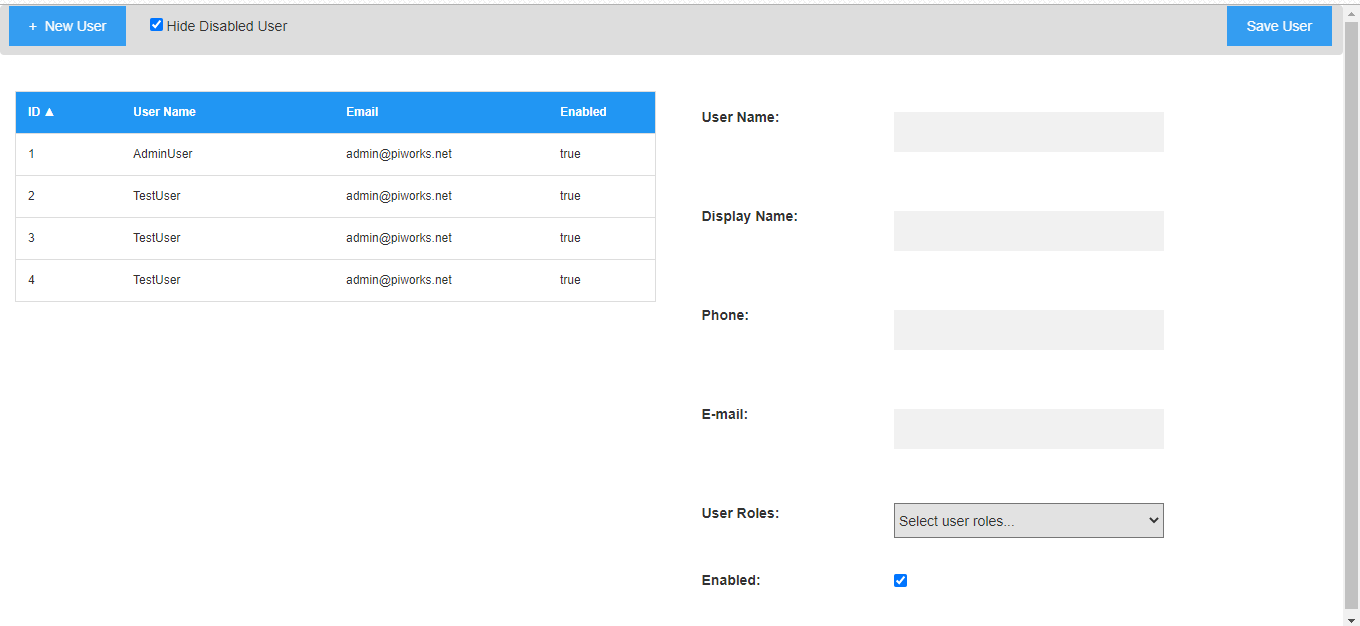 + New User
Hide Disabled User
Save User
ID ▲ User Name Email Enabled
1 AdminUser admin@piworks.net true
2 TestUser admin@piworks.net true
3 TestUser admin@piworks.net true
4 TestUser admin@piworks.net true
User Name:
Display Name:
Phone:
E-mail:
User Roles: Select user roles...
Enabled: